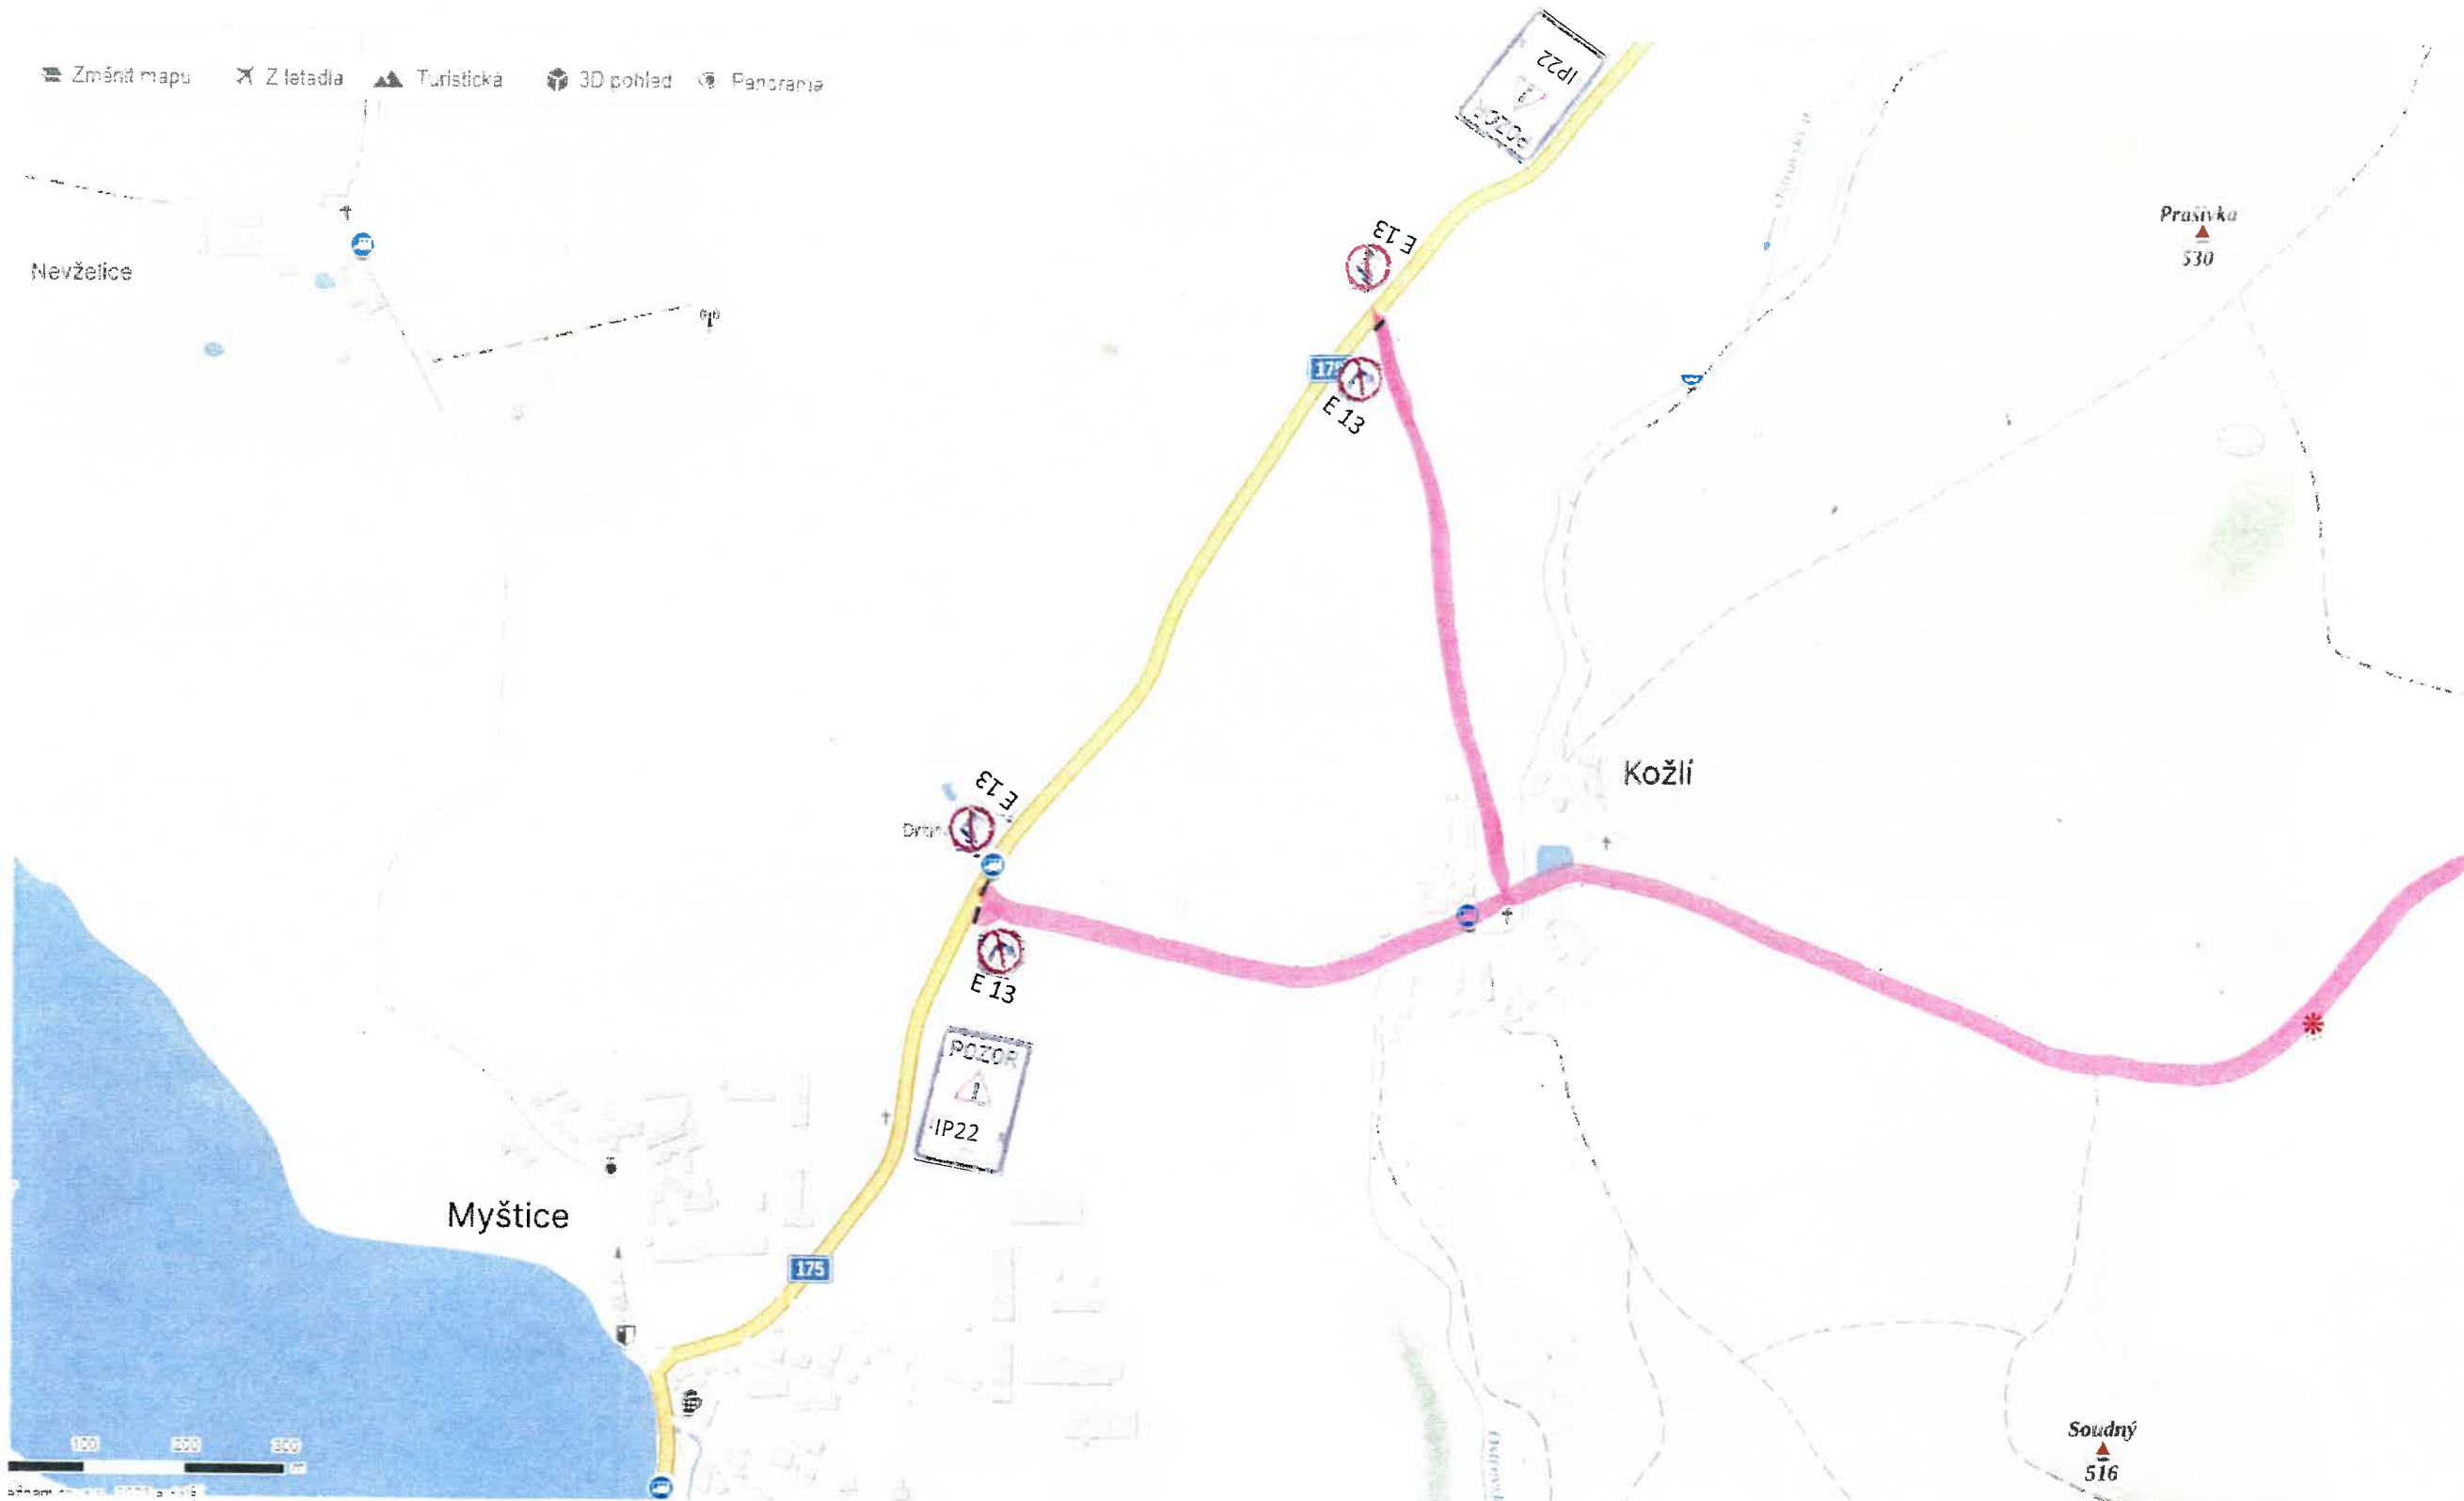 Změnit mapu
Z letadla
Turistická
3D pohled
Panorama
IP22
POZOR
E 13
Prašivka
530
Nevželice
E 13
Kožlí
E 13
E 13
POZOR
IP22
Myštice
175
100
200
300
m
Soudný
516